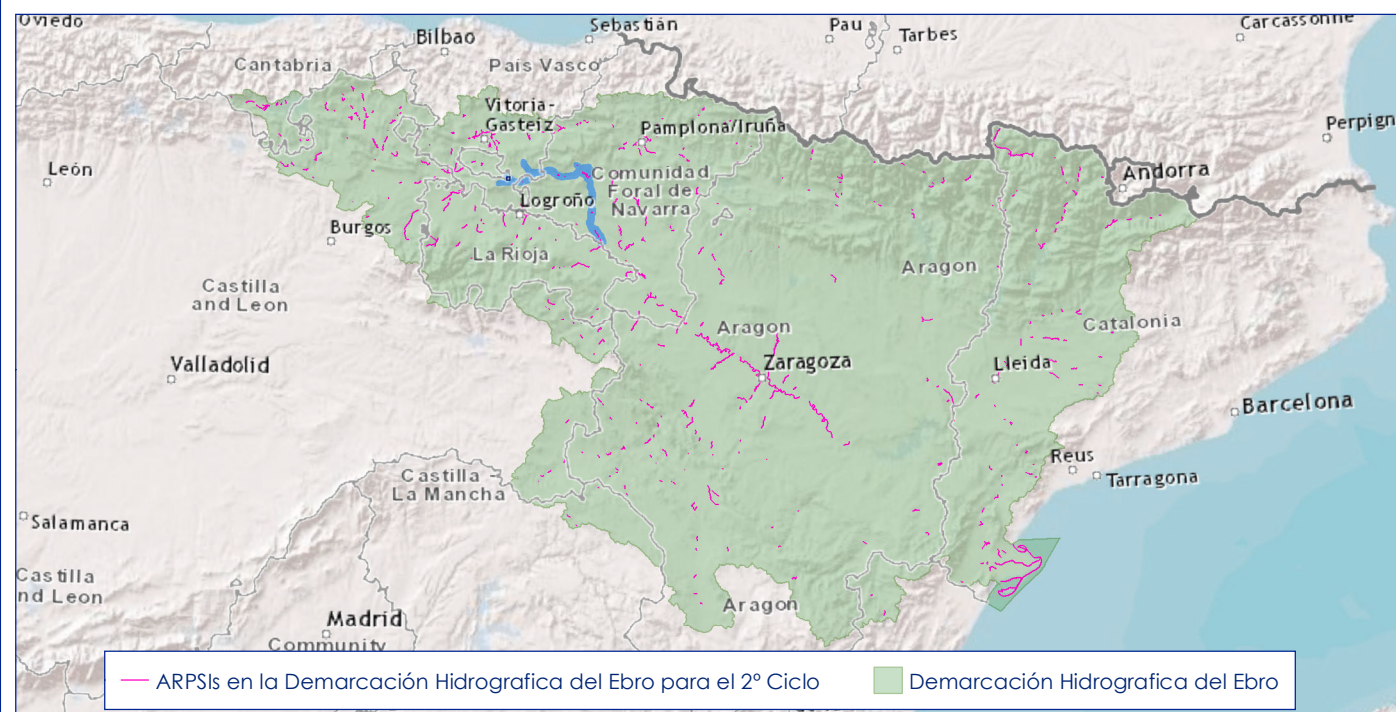 Oviedo
Sebastián
Pau
Carcassonne
Bilbao
Tarbes
Cantabria
País Vasco
Vitoria-
Gasteiz
Pamplona/Iruña
Perpign
León
Andorra
Comunidad
Foral de
Navarra
Logroño
Burgos
La Rioja
Aragon
Castilla
and Leon
Aragon
Catalonia
Valladolid
Zaragoza
Lleida
Barcelona
Reus
Castilla
La Mancha
Tarragona
Salamanca
Castilla
nd Leon
Aragon
Madrid
Community
ARPSIs en la Demarcación Hidrografica del Ebro para el 2º Ciclo
Demarcación Hidrografica del Ebro